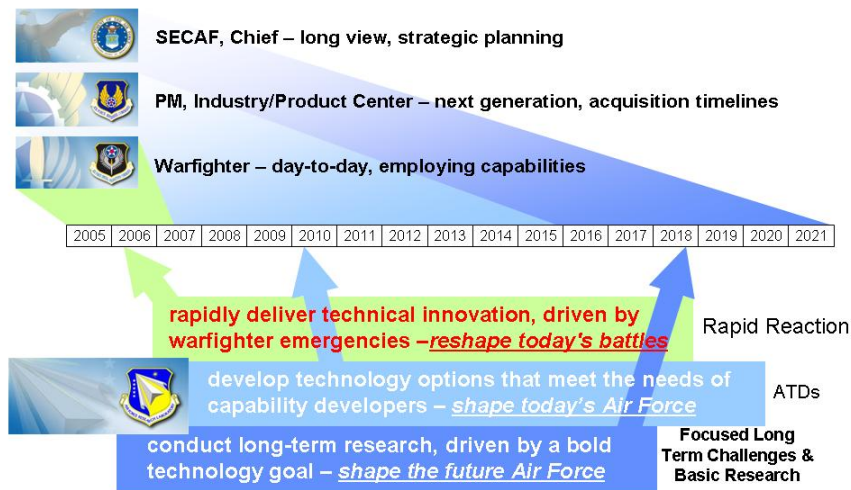 SECAF, Chief – long view, strategic planning
PM, Industry/Product Center – next generation, acquisition timelines
Warfighter – day-to-day, employing capabilities
2005 2006 2007 2008 2009 2010 2011 2012 2013 2014 2015 2016 2017 2018 2019 2020 2021
rapidly deliver technical innovation, driven by
warfighter emergencies –reshape today's battles
Rapid Reaction
develop technology options that meet the needs of
capability developers – shape today's Air Force
ATDs
conduct long-term research, driven by a bold
technology goal – shape the future Air Force
Focused Long
Term Challenges &
Basic Research